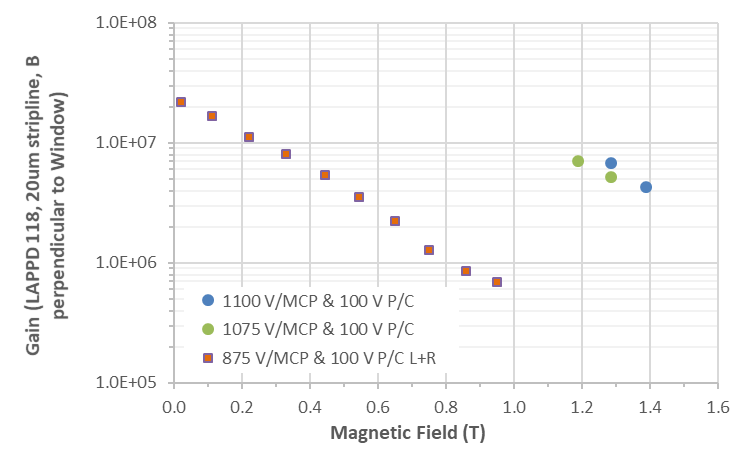 Gain (LAPPD 118, 20um stripline, B
perpendicular to Window)
1.0E+08
1.0E+07
1.0E+06
1.0E+05
1100 V/MCP & 100 V P/C
1075 V/MCP & 100 V P/C
875 V/MCP & 100 V P/C L+R
0.0 0.2 0.4 0.6 0.8 1.0 1.2 1.4 1.6
Magnetic Field (T)